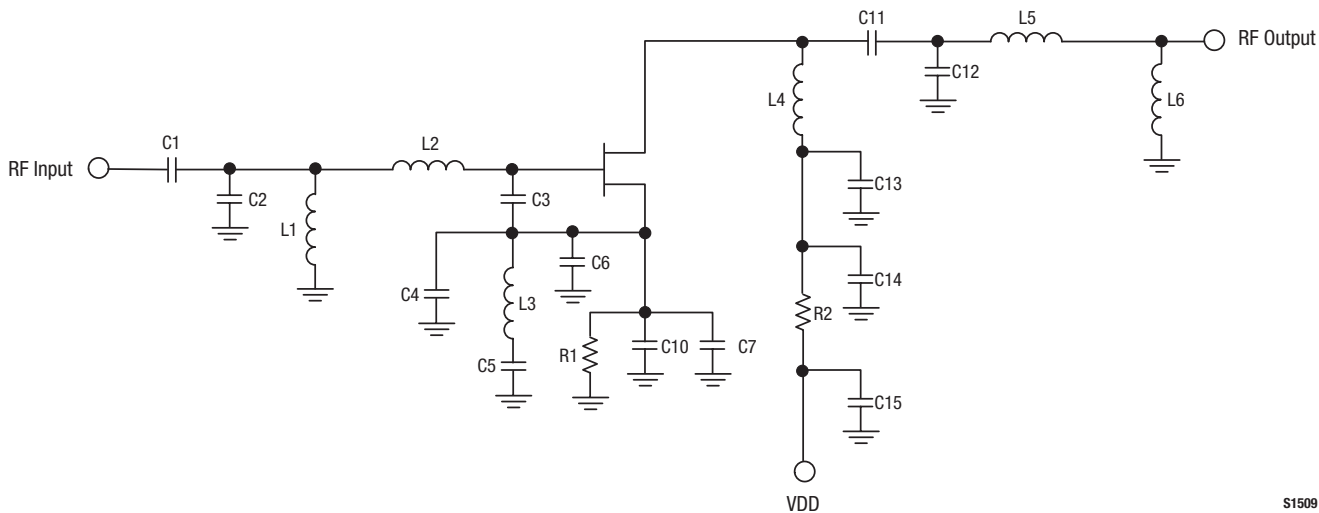 C11
L5
RF Output
C12
L4
L6
C1
L2
RF Input
C2
C3
C13
L1
C6
C4
L3
C14
R2
R1
C10
C7
C5
C15
VDD
S1509